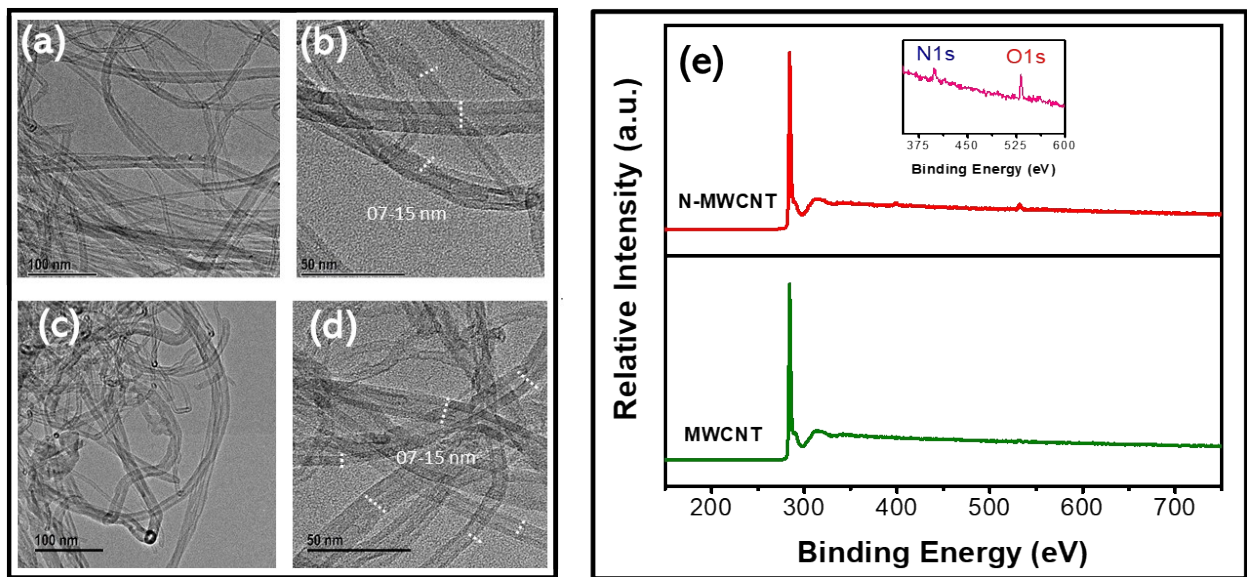 (a)
100 nm
(b)
07-15 nm
50 nm
(c)
100 nm
(d)
07-15 nm
50 nm
(e)
N1s O1s
375 450 525 600
Binding Energy (eV)
N-MWCNT
MWCNT
Relative Intensity (a.u.)
200 300 400 500 600 700
Binding Energy (eV)